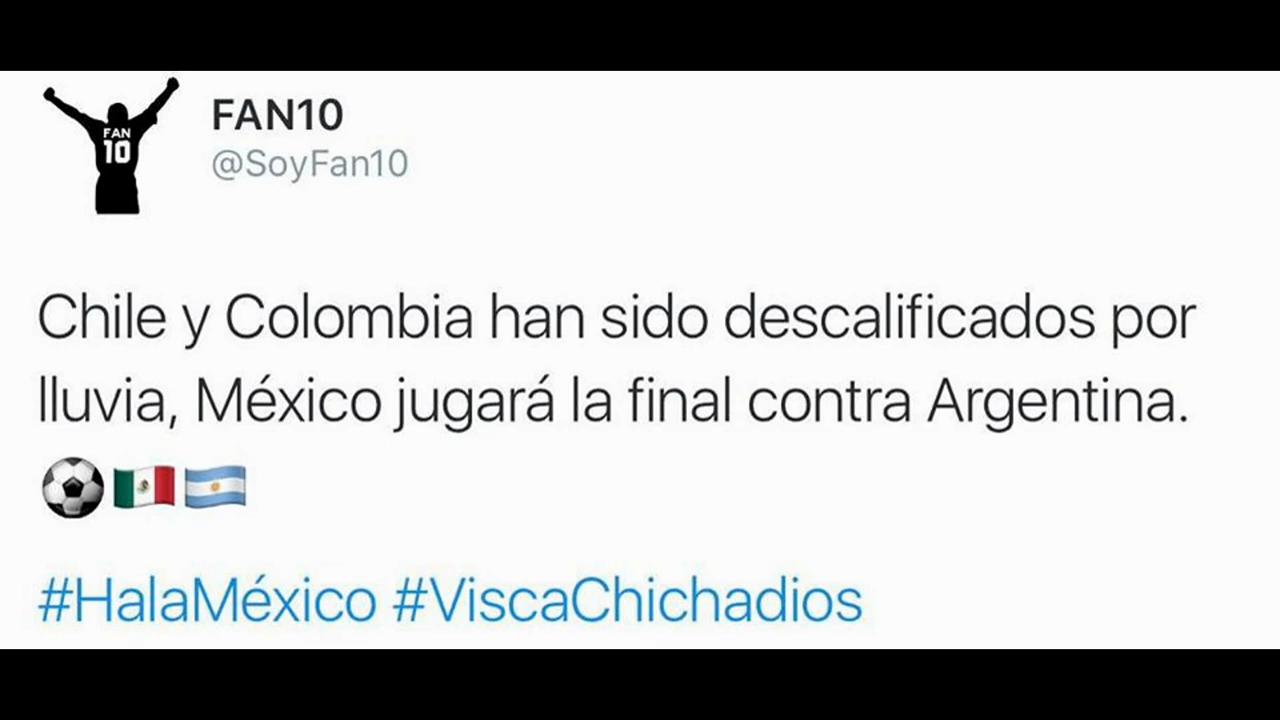 FAN
10
FAN10
@SoyFan10
Chile y Colombia han sido descalificados por
lluvia, México jugará la final contra Argentina.
⚽🇲🇽🇦🇷
#HalaMéxico #ViscaChichadios